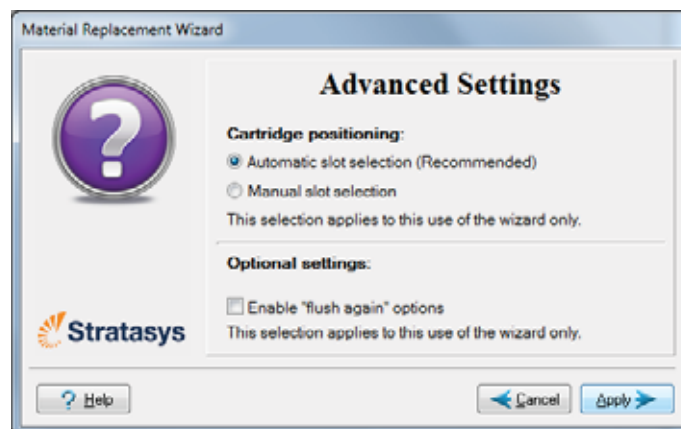 Material Replacement Wizard
Advanced Settings
Cartridge positioning:
Automatic slot selection (Recommended)
Manual slot selection
This selection applies to this use of the wizard only.
Optional settings:
Enable "flush again" options
This selection applies to this use of the wizard only.
Stratasys
? Help
Cancel
Apply